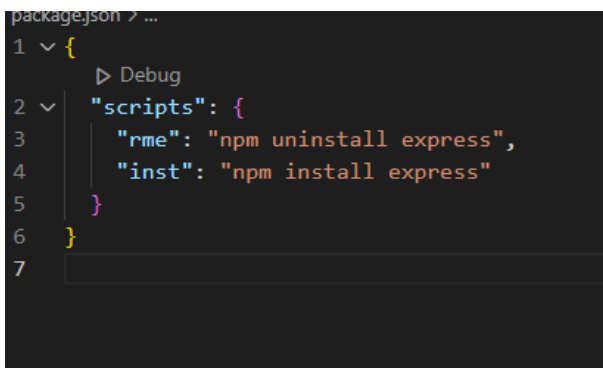 package.json > ...
1 {
Debug
2 "scripts": {
3 "rme": "npm uninstall express",
4 "inst": "npm install express"
5 }
6 }
7